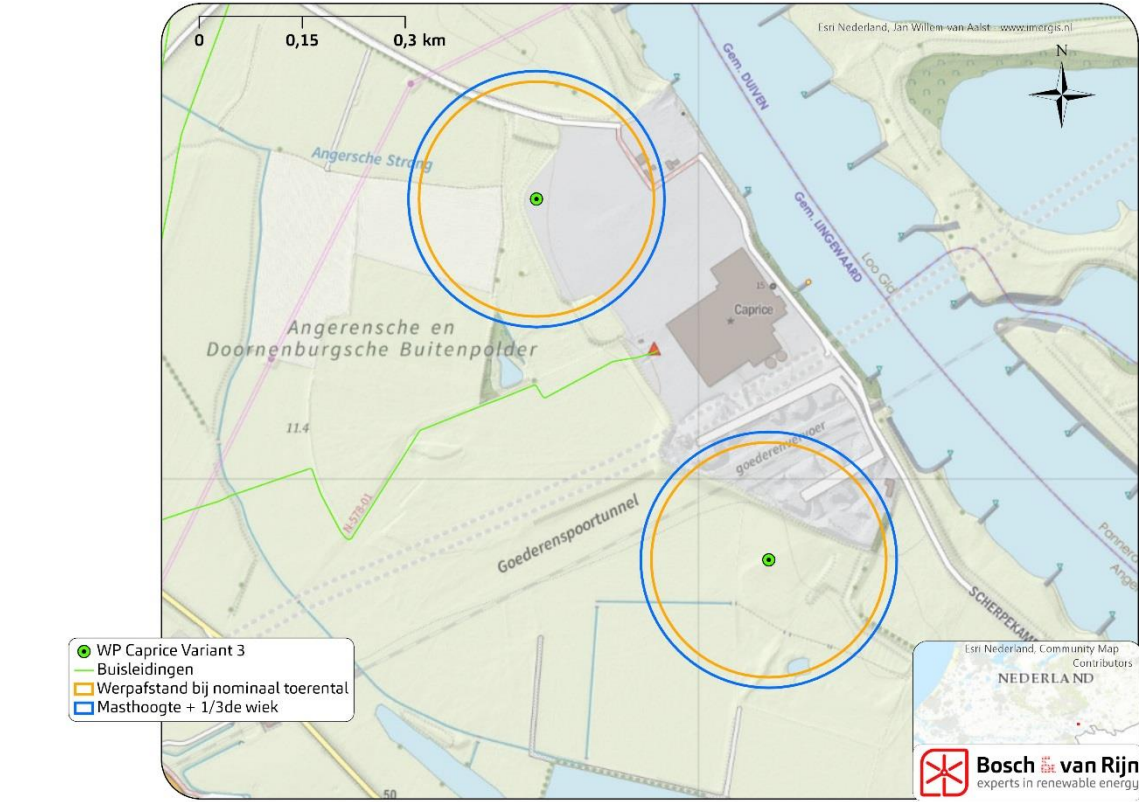 0 0,15 0,3 km
Esri Nederland, Jan Willem van Aalst - www.imergis.nl
N
Gem. DUIVEN
Angersche Strang
Gem. LINGEWAARD
15
Caprice
Angerensche en
Doornenburgsche Buitenpolder
11.4
goederenvervoer
N-578-01
Goederenspoortunnel
SCHERPEKAMP
50
WP Caprice Variant 3
Buisleidingen
Werpafstand bij nominaal toerental
Masthoogte + 1/3de wiek
Esri Nederland, Community Map
Contributors
NEDERLAND
Bosch & van Rijn
experts in renewable energy